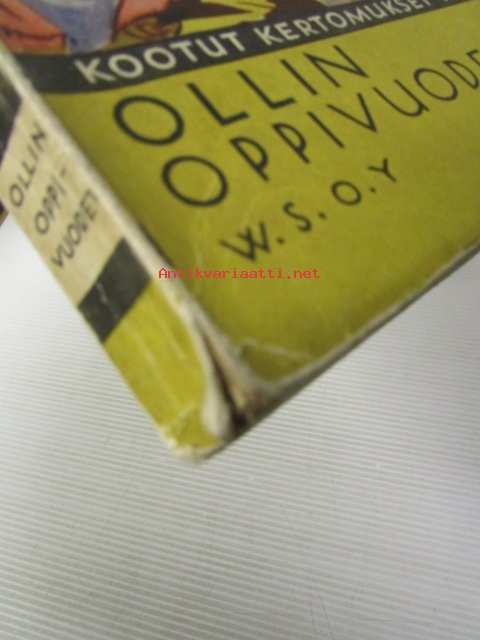 KOOTUT KERTOMUKSET
OLLIN
OPPIVUODE
W.S.O.Y
OLLIN
OPPI-
VUODET
Antikvariaatti.net